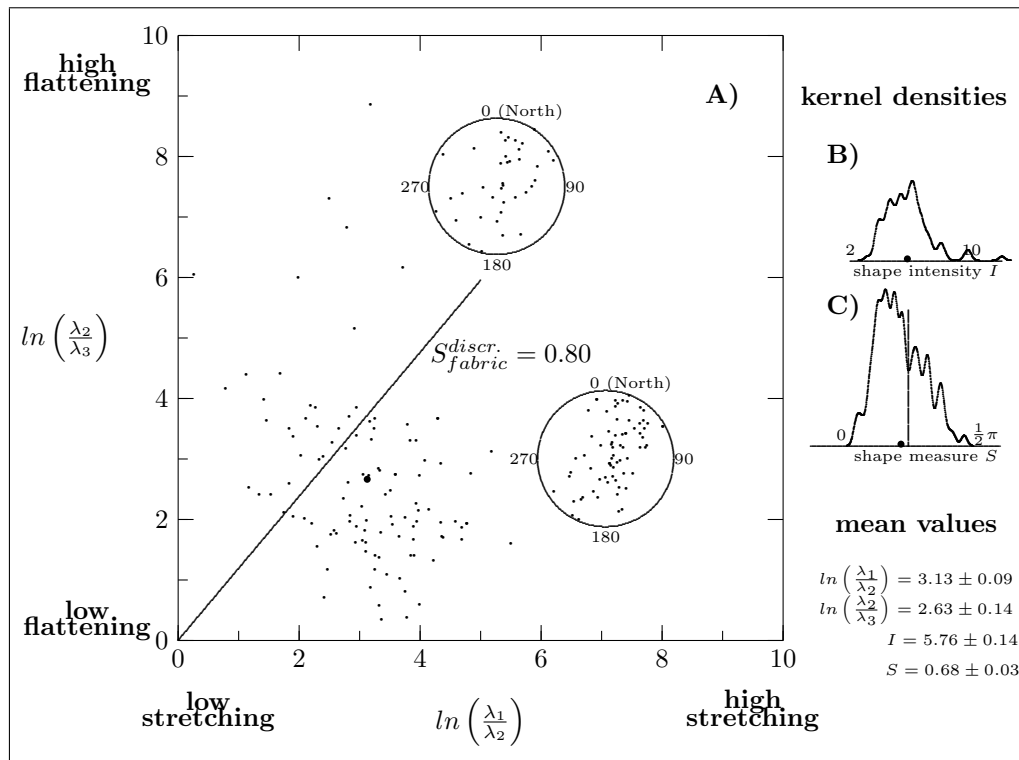 A)
10
high
flattening
8
6
ln (λ₂/λ₃)
4
2
low
flattening
0
0 2 4 6 8 10
low
stretching
ln (λ₁/λ₂)
high
stretching
0 (North)
270
90
180
S_{fabric}^{discr.} = 0.80
0 (North)
270
90
180
kernel densities
B)
2
10
shape intensity I
C)
0
½π
shape measure S
mean values
ln (λ₁/λ₂) = 3.13 ± 0.09
ln (λ₂/λ₃) = 2.63 ± 0.14
I = 5.76 ± 0.14
S = 0.68 ± 0.03